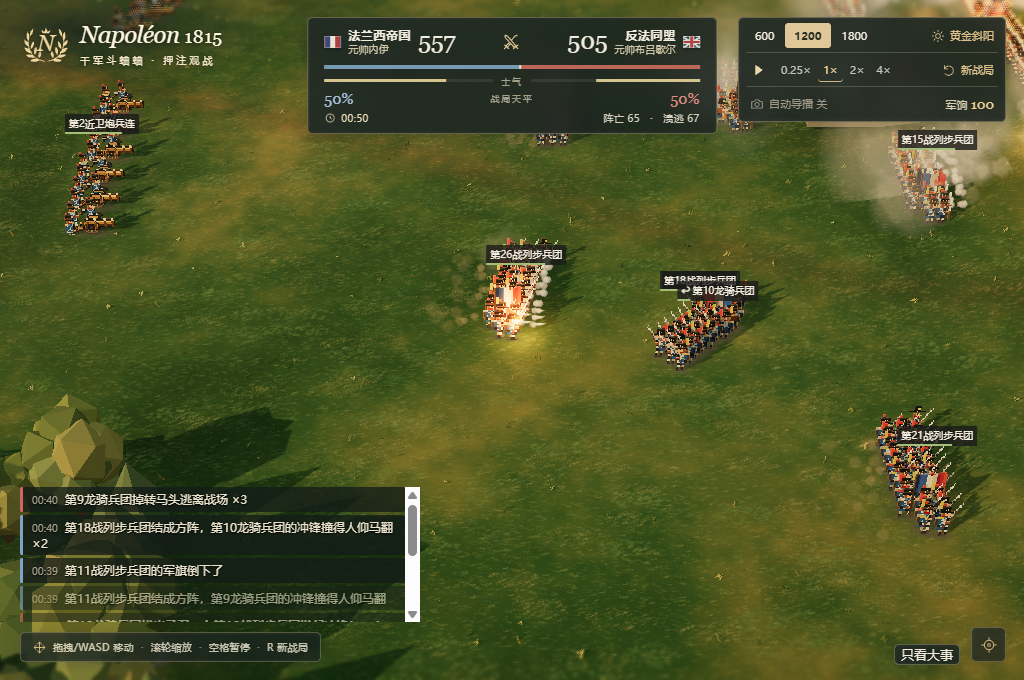 Napoléon 1815
千军斗蛐蛐 · 押注观战
法兰西帝国
元帅内伊
557
505
反法同盟
元帅布吕歇尔
士气
战局天平
50%
50%
00:50
阵亡 65 · 溃逃 67
600 1200 1800 黄金斜阳
0.25× 1× 2× 4× 新战局
自动导播 关 军饷 100
第2近卫炮兵连
第15战列步兵团
第26战列步兵团
第18战列步兵团
第10龙骑兵团
第21战列步兵团
00:40 第9龙骑兵团掉转马头逃离战场 ×3
00:40 第18战列步兵团结成方阵，第10龙骑兵团的冲锋撞得人仰马翻
×2
00:39 第11战列步兵团的军旗倒下了
00:39 第11战列步兵团结成方阵，第9龙骑兵团的冲锋撞得人仰马翻
拖拽/WASD 移动 · 滚轮缩放 · 空格暂停 · R 新战局
只看大事